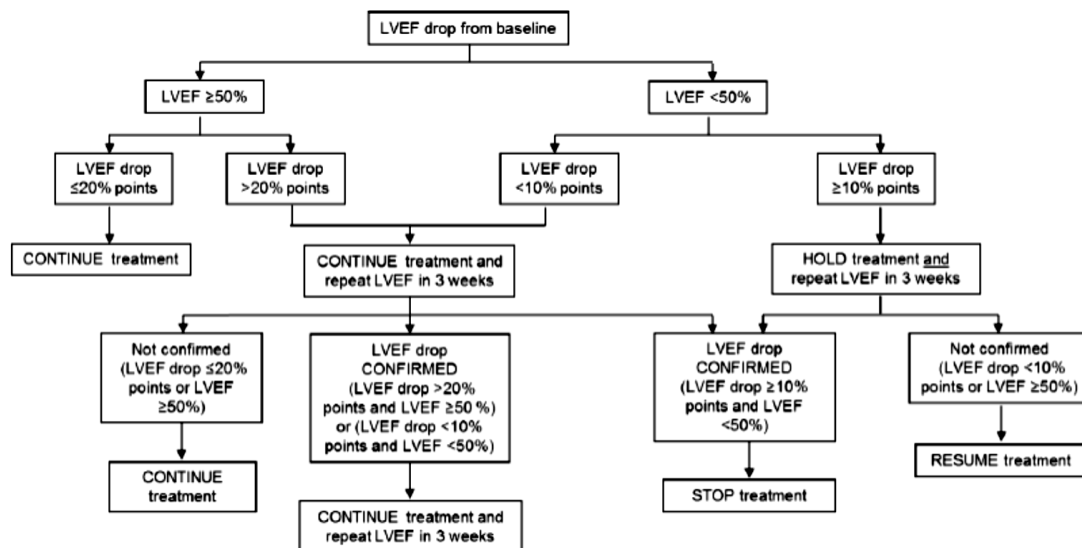 LVEF drop from baseline
LVEF ≥50%
LVEF <50%
LVEF drop
≤20% points
LVEF drop
>20% points
LVEF drop
<10% points
LVEF drop
≥10% points
CONTINUE treatment
CONTINUE treatment and
repeat LVEF in 3 weeks
HOLD treatment and
repeat LVEF in 3 weeks
Not confirmed
(LVEF drop ≤20%
points or LVEF
≥50%)
LVEF drop
CONFIRMED
(LVEF drop >20%
points and LVEF ≥50 %)
or (LVEF drop <10%
points and LVEF <50%)
LVEF drop
CONFIRMED
(LVEF drop ≥10%
points and LVEF
<50%)
Not confirmed
(LVEF drop <10%
points or LVEF ≥50%)
CONTINUE
treatment
CONTINUE treatment and
repeat LVEF in 3 weeks
STOP treatment
RESUME treatment